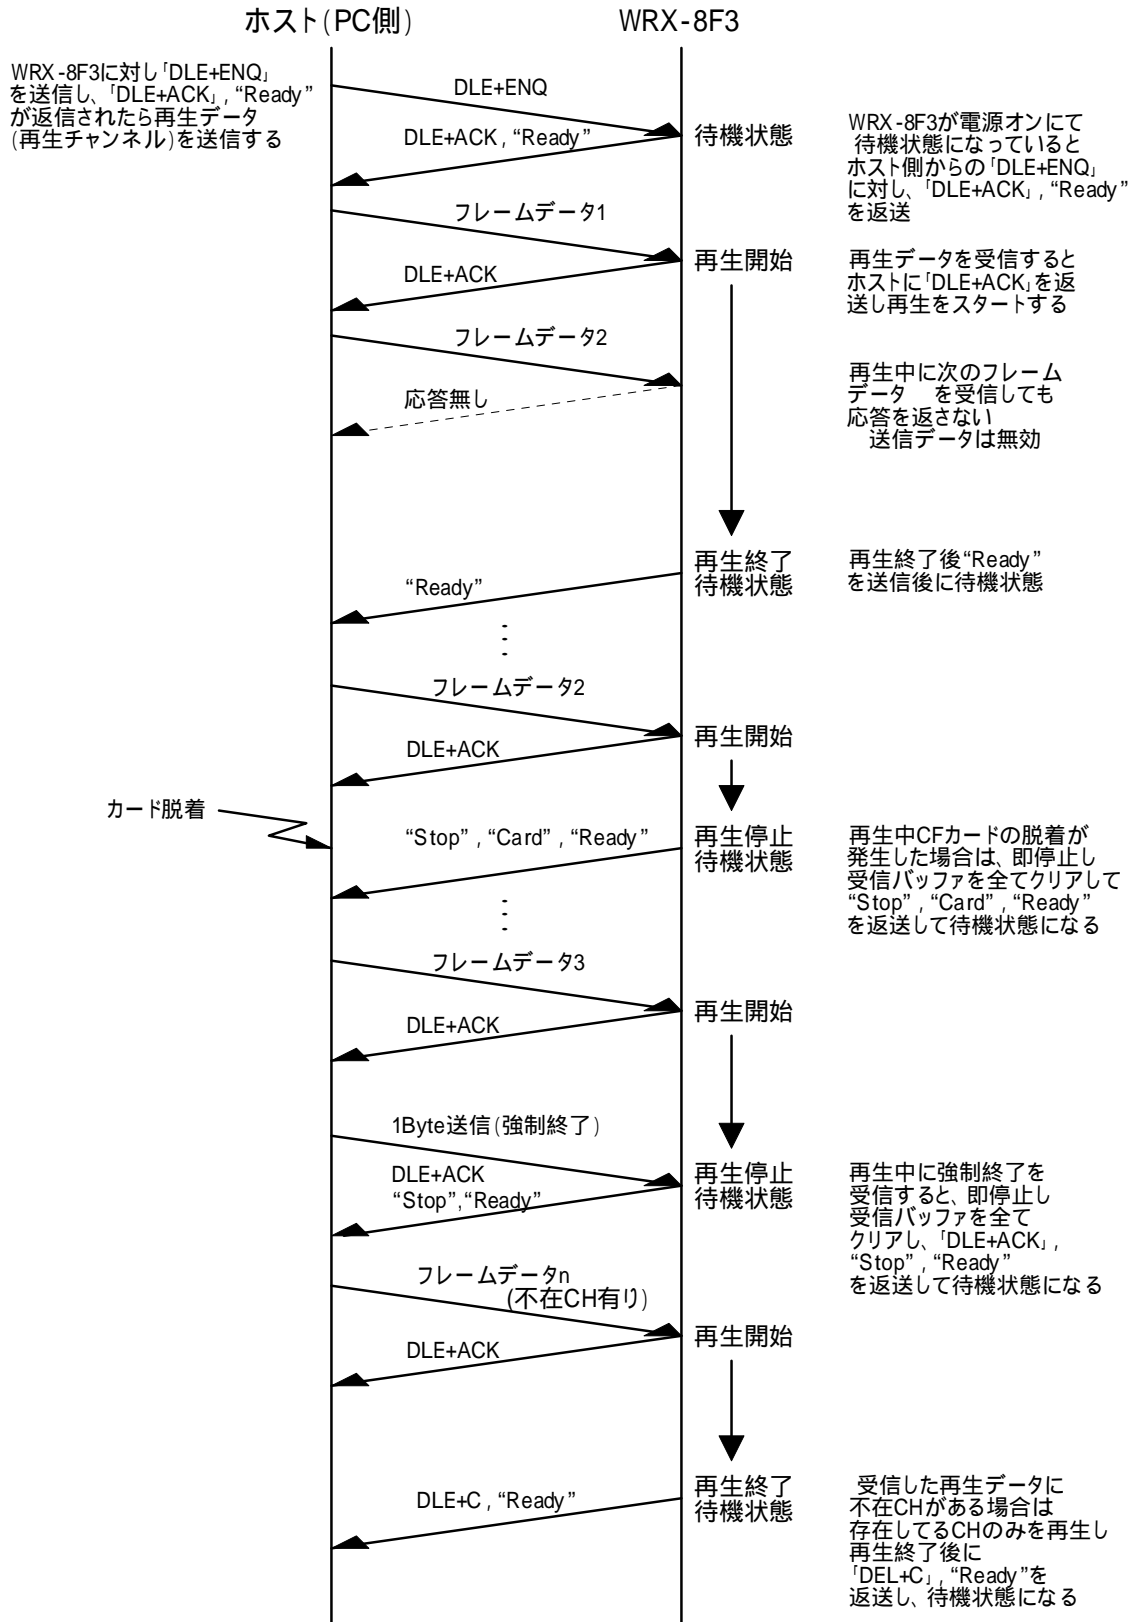 ホスト(PC側)
WRX-8F3
WRX-8F3に対し「DLE+ENQ」
を送信し、「DLE+ACK」, “Ready”
が返信されたら再生データ
(再生チャンネル)を送信する
DLE+ENQ
DLE+ACK , “Ready”
待機状態
WRX-8F3が電源オンにて
待機状態になっていると
ホスト側からの「DLE+ENQ」
に対し、「DLE+ACK」, “Ready”
を返送
フレームデータ1
DLE+ACK
再生開始
再生データを受信すると
ホストに「DLE+ACK」を返
送し再生をスタートする
フレームデータ2
応答無し
再生中に次のフレーム
データ　を受信しても
応答を返さない
送信データは無効
再生終了
待機状態
“Ready”
再生終了後“Ready”
を送信後に待機状態
フレームデータ2
DLE+ACK
再生開始
カード脱着
“Stop” , “Card” , “Ready”
再生停止
待機状態
再生中CFカードの脱着が
発生した場合は、即停止し
受信バッファを全てクリアして
“Stop” , “Card” , “Ready”
を返送して待機状態になる
フレームデータ3
DLE+ACK
再生開始
1Byte送信(強制終了)
DLE+ACK
“Stop”,“Ready”
再生停止
待機状態
再生中に強制終了を
受信すると、即停止し
受信バッファを全て
クリアし、「DLE+ACK」,
“Stop” , “Ready”
を返送して待機状態になる
フレームデータn
(不在CH有り)
DLE+ACK
再生開始
DLE+C , “Ready”
再生終了
待機状態
受信した再生データに
不在CHがある場合は
存在してるCHのみを再生し
再生終了後に
「DEL+C」, “Ready”を
返送し、待機状態になる